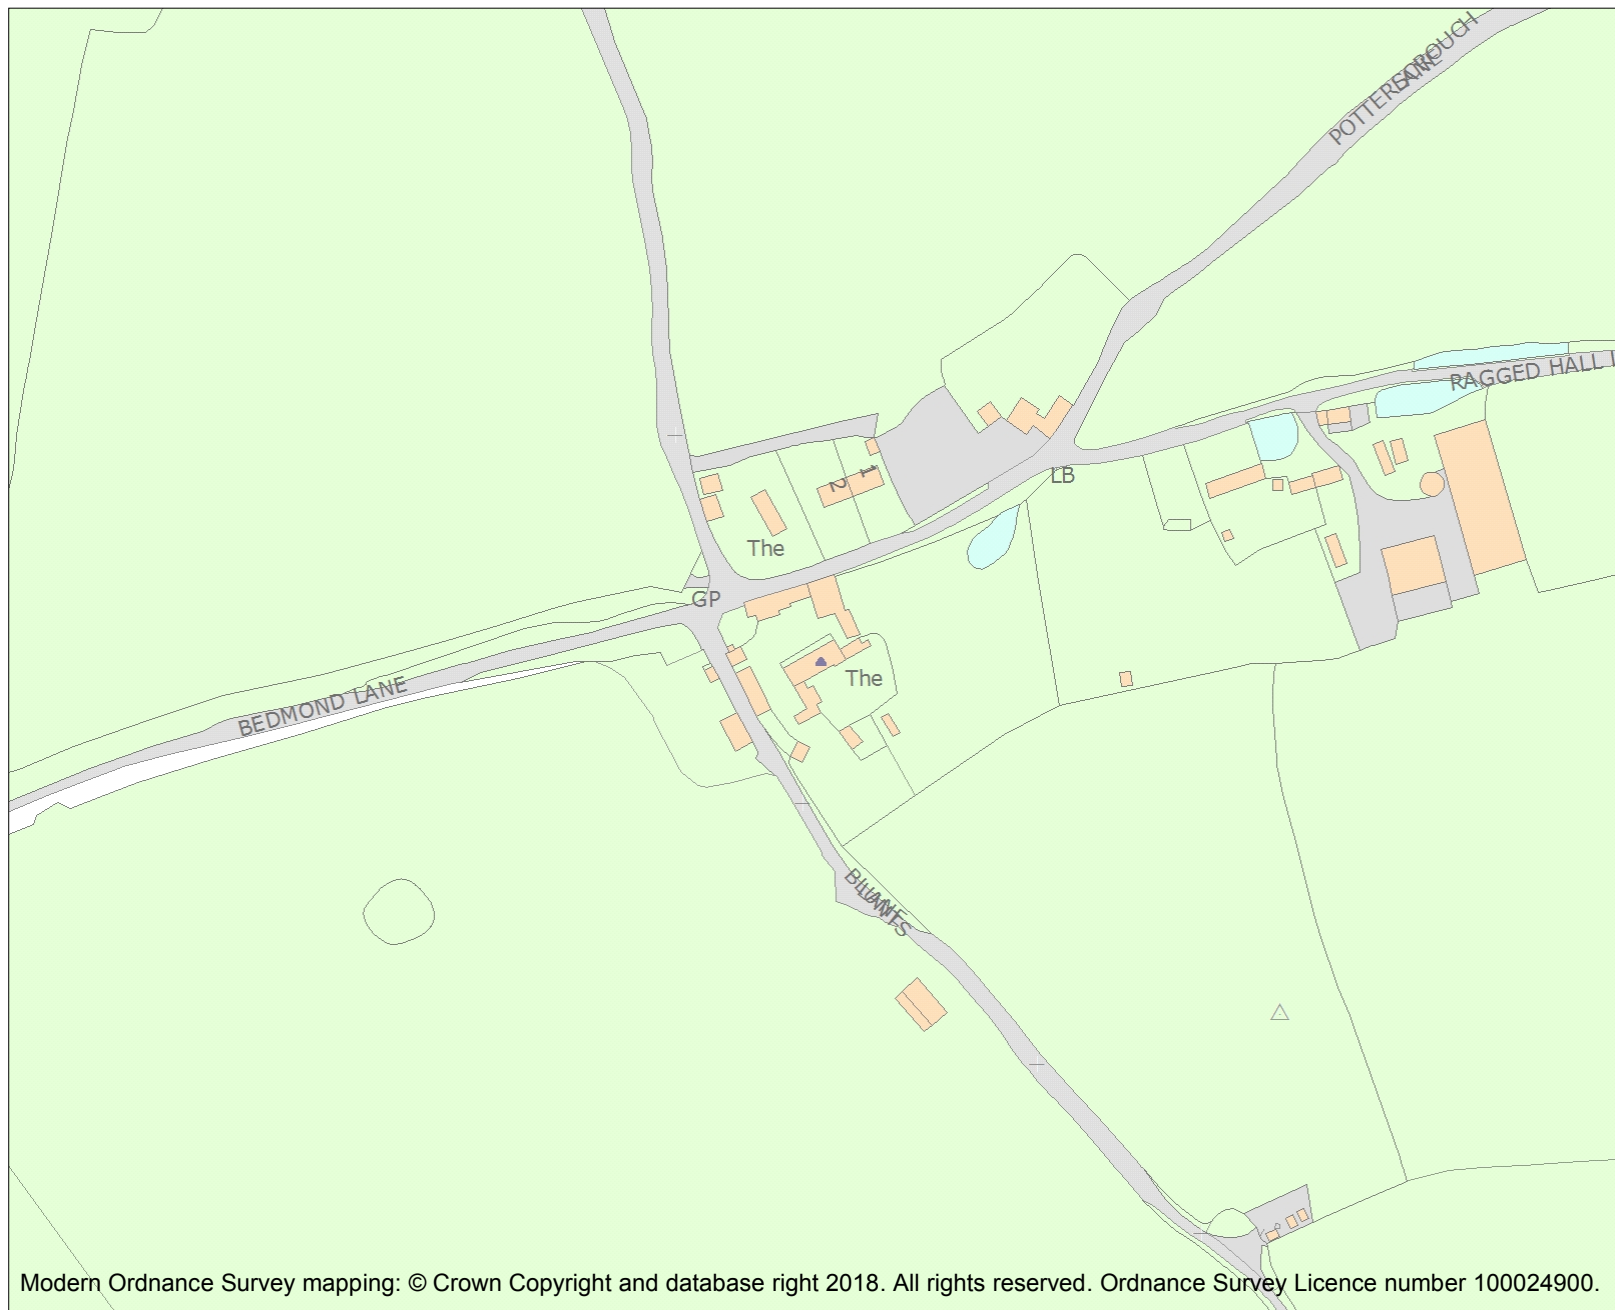 POTTERSCROUCH
LANE
RAGGED HALL L
LB
1
2
The
GP
The
BEDMOND LANE
BLUNTS
LANE
Modern Ordnance Survey mapping: © Crown Copyright and database right 2018. All rights reserved. Ordnance Survey Licence number 100024900.